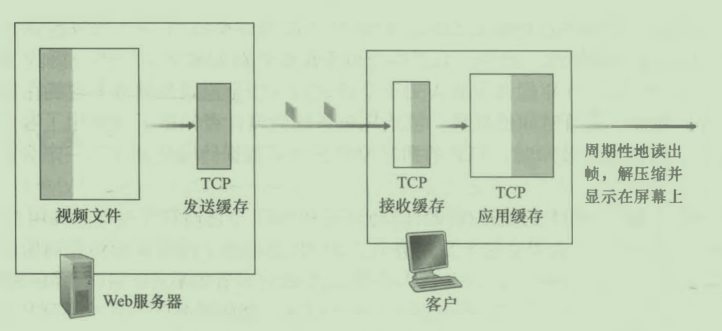 视频文件
TCP
发送缓存
Web服务器
TCP
接收缓存
TCP
应用缓存
客户
周期性地读出
帧，解压缩并
显示在屏幕上